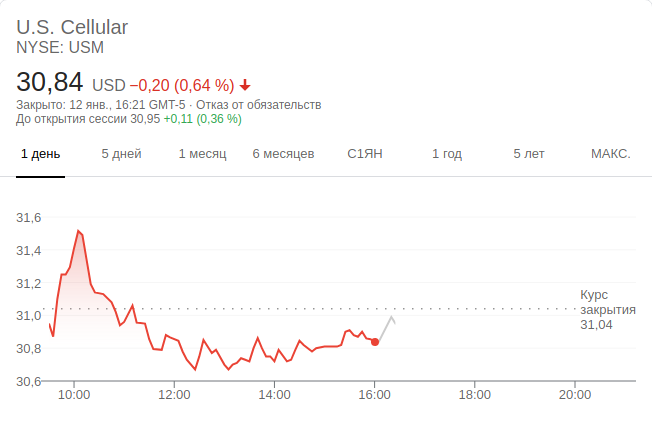 U.S. Cellular
NYSE: USM
30,84 USD −0,20 (0,64 %)
Закрыто: 12 янв., 16:21 GMT-5 · Отказ от обязательств
До открытия сессии 30,95 +0,11 (0,36 %)
1 день 5 дней 1 месяц 6 месяцев С1ЯН 1 год 5 лет МАКС.
31,6
31,4
31,2
31,0
30,8
30,6
Курс
закрытия
31,04
10:00 12:00 14:00 16:00 18:00 20:00